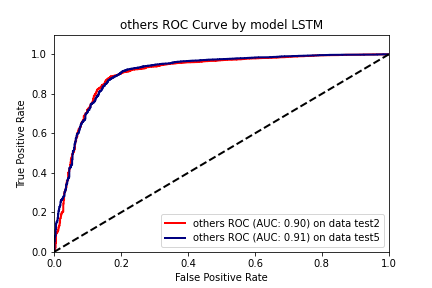 others ROC Curve by model LSTM
True Positive Rate
1.0
0.8
0.6
0.4
0.2
0.0
0.0 0.2 0.4 0.6 0.8 1.0
False Positive Rate
others ROC (AUC: 0.90) on data test2
others ROC (AUC: 0.91) on data test5